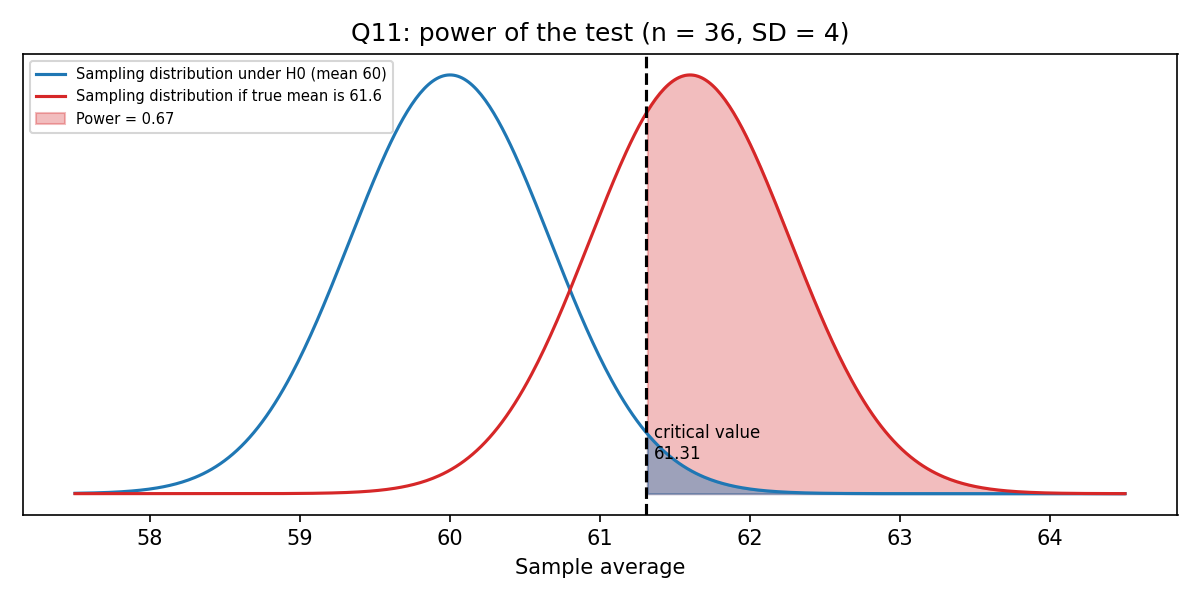 Q11: power of the test (n = 36, SD = 4)
Sampling distribution under H0 (mean 60)
Sampling distribution if true mean is 61.6
Power = 0.67
critical value
61.31
58 59 60 61 62 63 64
Sample average